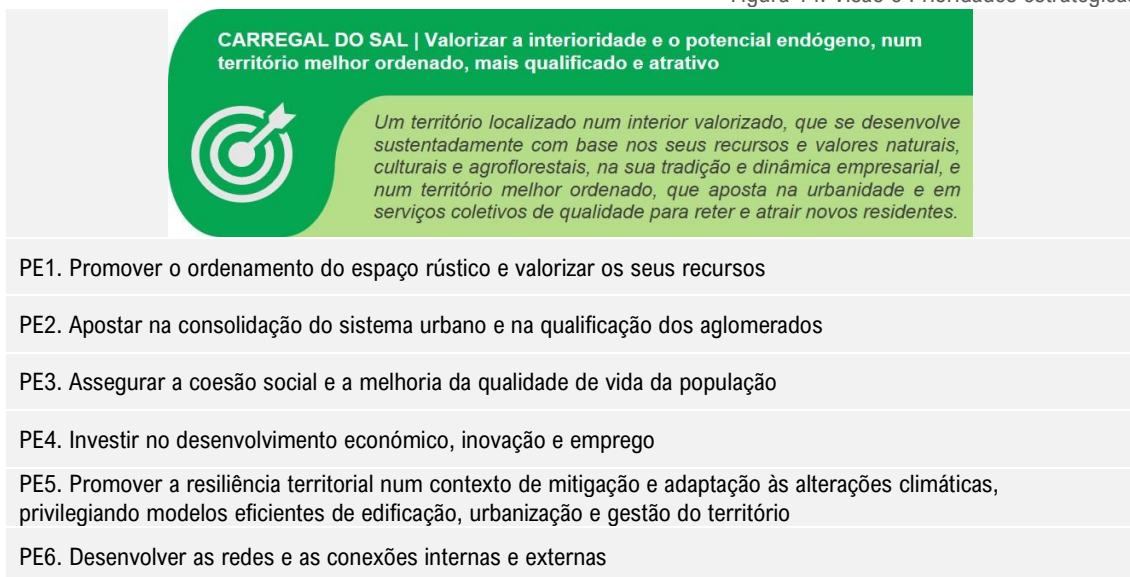 CARREGAL DO SAL | Valorizar a interioridade e o potencial endógeno, num
território melhor ordenado, mais qualificado e atrativo
Um território localizado num interior valorizado, que se desenvolve
sustentadamente com base nos seus recursos e valores naturais,
culturais e agroflorestais, na sua tradição e dinâmica empresarial, e
num território melhor ordenado, que aposta na urbanidade e em
serviços coletivos de qualidade para reter e atrair novos residentes.
PE1. Promover o ordenamento do espaço rústico e valorizar os seus recursos
PE2. Apostar na consolidação do sistema urbano e na qualificação dos aglomerados
PE3. Assegurar a coesão social e a melhoria da qualidade de vida da população
PE4. Investir no desenvolvimento económico, inovação e emprego
PE5. Promover a resiliência territorial num contexto de mitigação e adaptação às alterações climáticas,
privilegiando modelos eficientes de edificação, urbanização e gestão do território
PE6. Desenvolver as redes e as conexões internas e externas